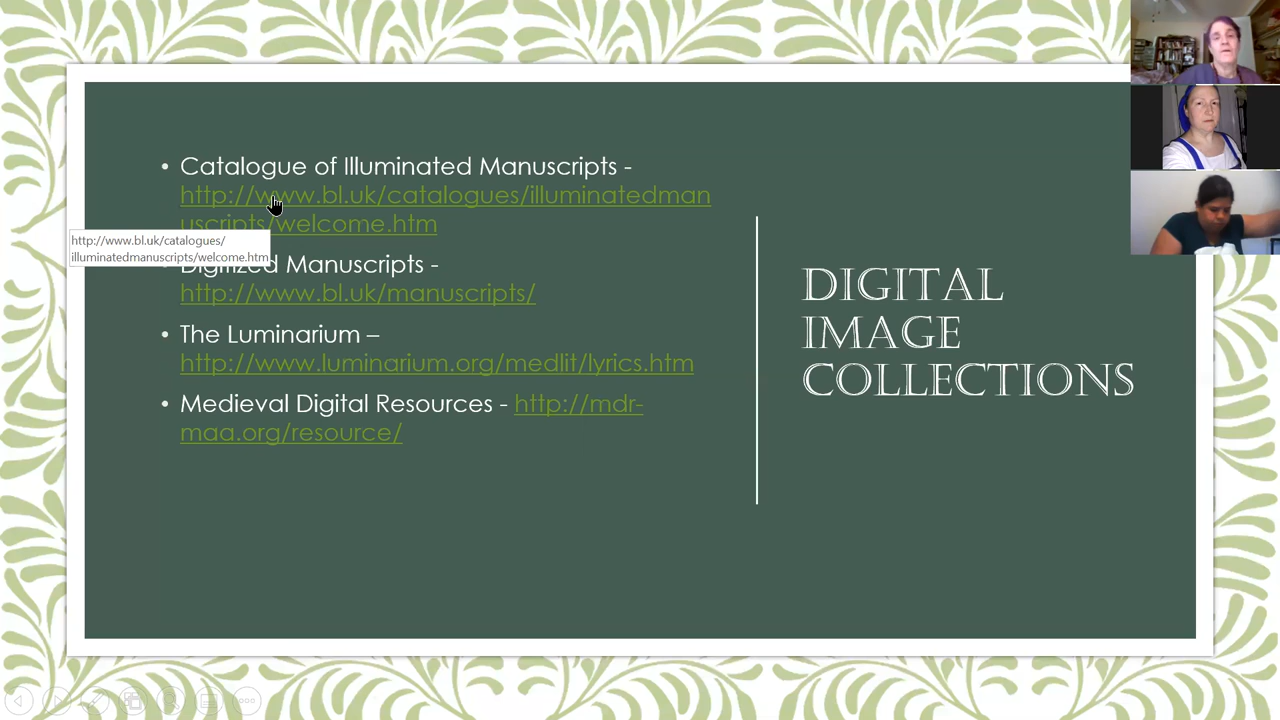 • Catalogue of Illuminated Manuscripts -
http://www.bl.uk/catalogues/illuminatedman
uscripts/welcome.htm
http://www.bl.uk/catalogues/
illuminatedmanuscripts/welcome.htm
• Digitized Manuscripts -
http://www.bl.uk/manuscripts/
• The Luminarium –
http://www.luminarium.org/medlit/lyrics.htm
• Medieval Digital Resources - http://mdr-
maa.org/resource/
DIGITAL
IMAGE
COLLECTIONS